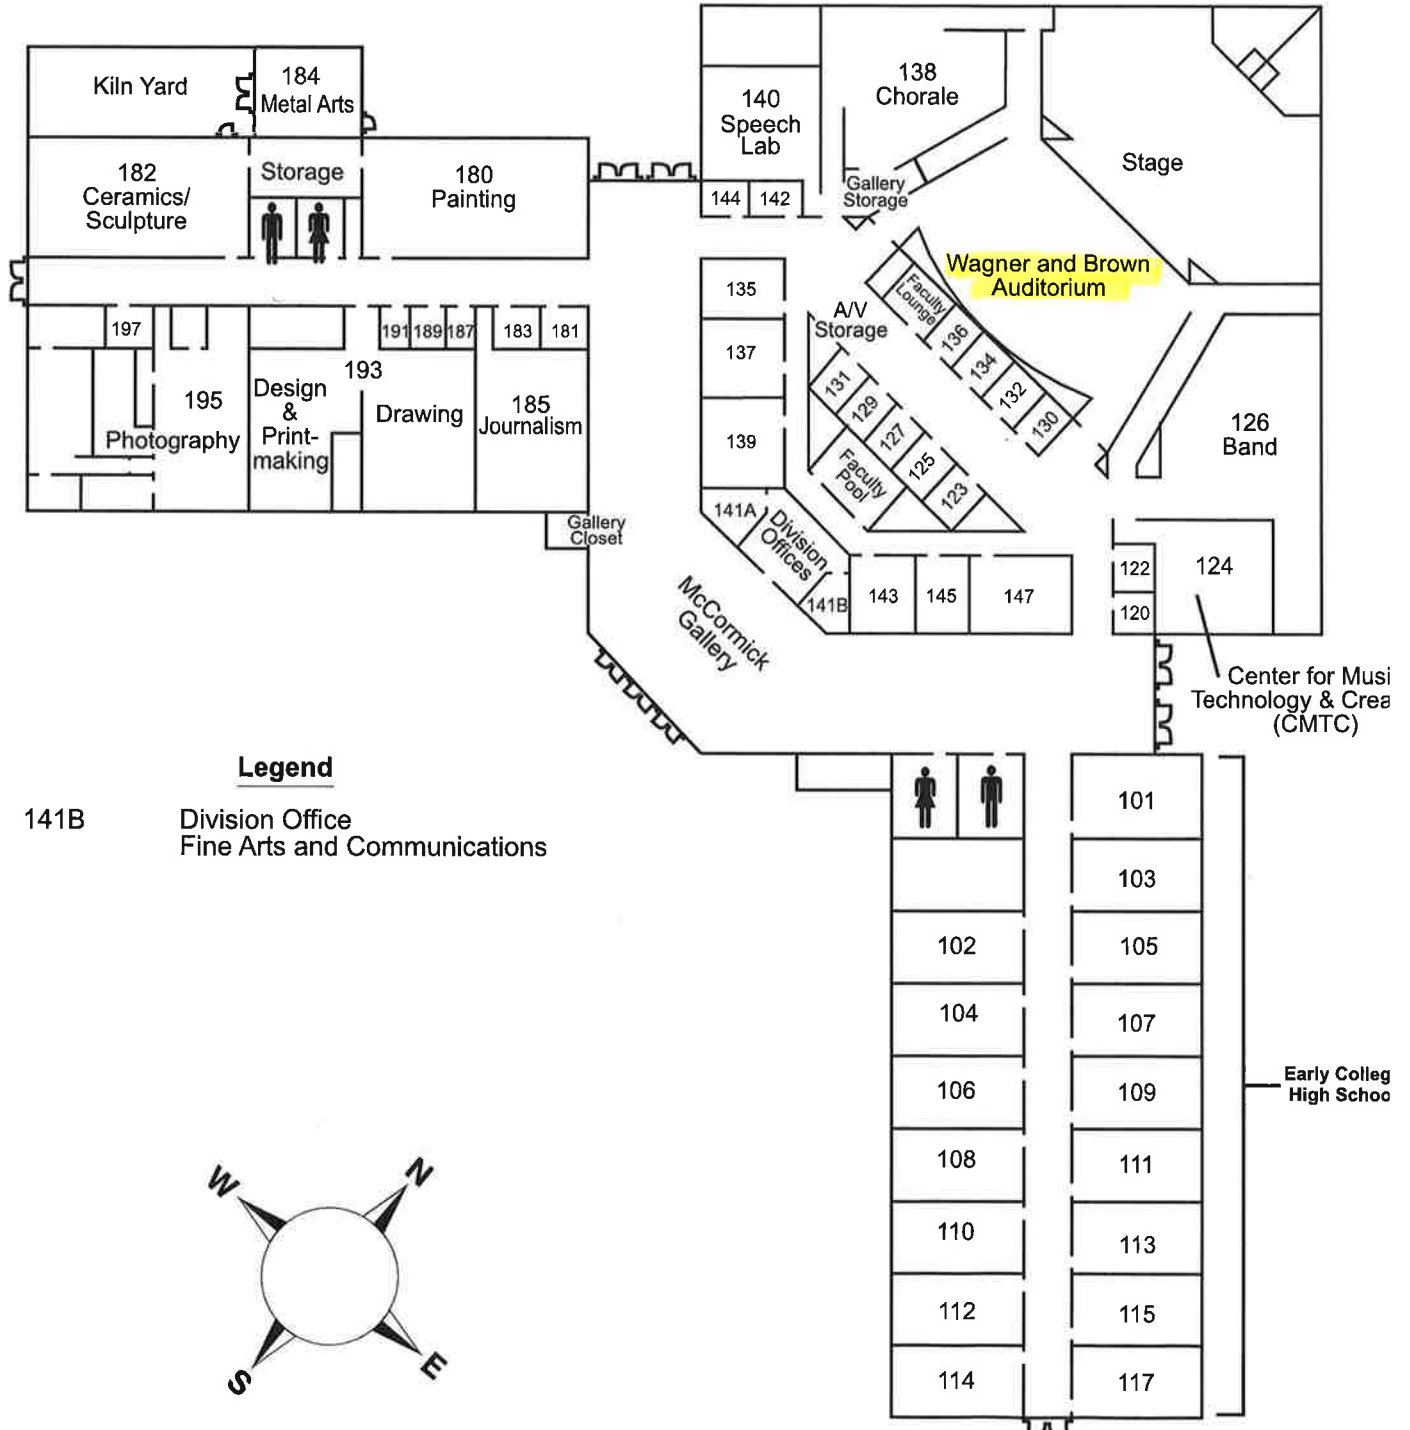 Kiln Yard
184
Metal Arts
182
Ceramics/
Sculpture
Storage
180
Painting
197
191
189
187
183
181
193
195
Photography
Design
&
Print-
making
Drawing
185
Journalism
Gallery
Closet
140
Speech
Lab
144
142
138
Chorale
Gallery
Storage
Stage
Wagner and Brown
Auditorium
135
137
139
141A
Division
Offices
141B
A/V
Storage
Faculty
Lounge
136
134
132
130
131
129
127
125
123
Faculty
Pool
126
Band
143
145
147
122
120
124
McCormick
Gallery
Center for Musi
Technology & Crea
(CMTC)
Legend
141B Division Office
Fine Arts and Communications
101
103
102
105
104
107
106
109
108
111
110
113
112
115
114
117
Early Colleg
High Schoo
W
N
S
E